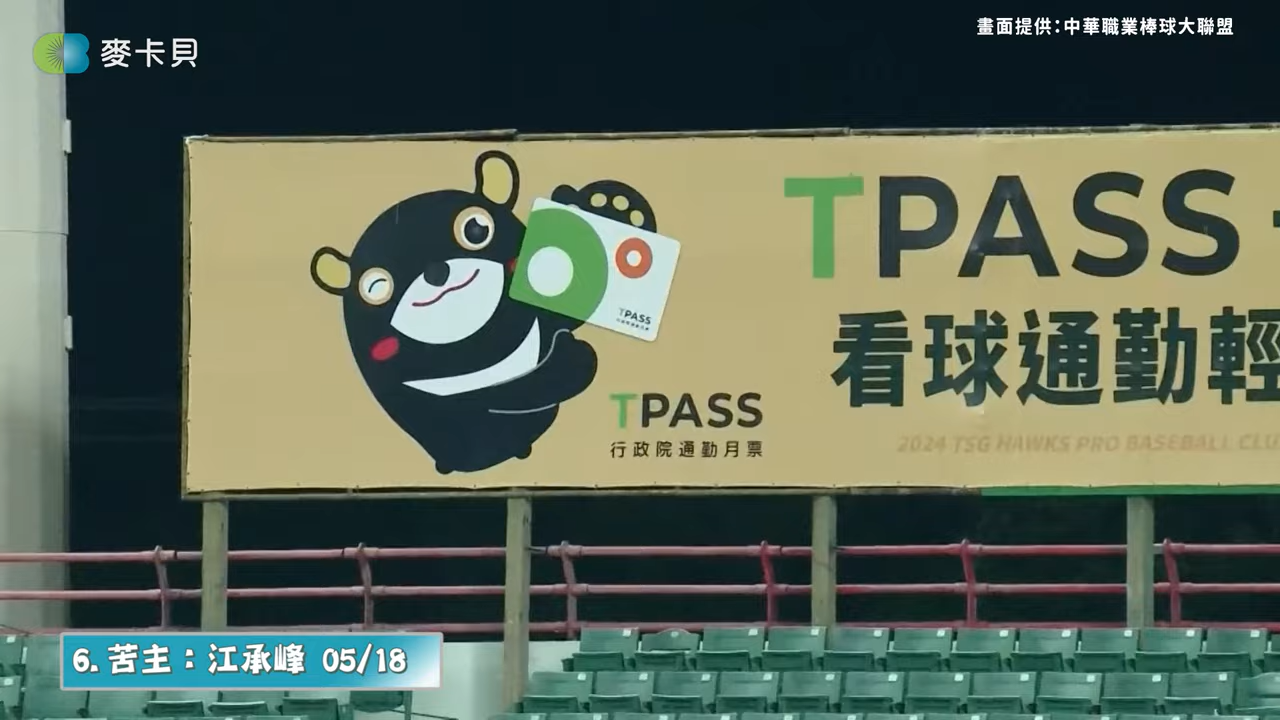 麥卡貝
畫面提供:中華職業棒球大聯盟
TPASS
看球通勤輕
2024 TSG HAWKS PRO BASEBALL CLU
TPASS
TPASS
行政院通勤月票
6. 苦主:江承峰 05/18